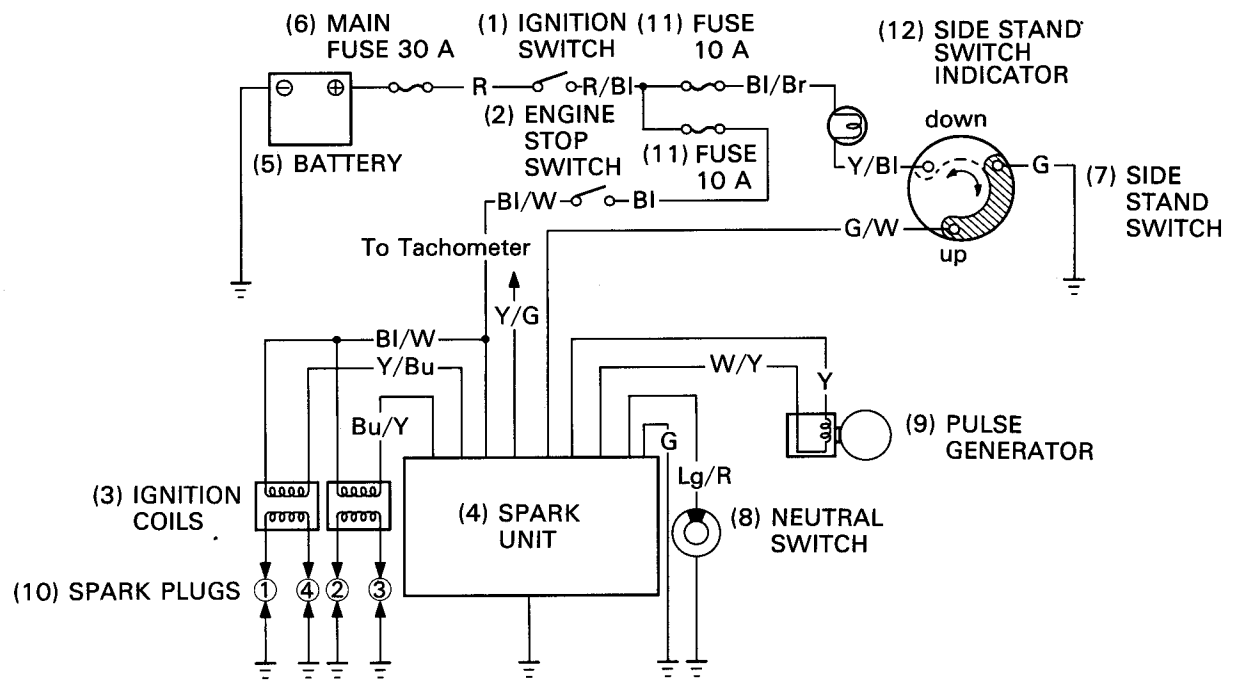 (6) MAIN
FUSE 30 A
(1) IGNITION
SWITCH
(11) FUSE
10 A
(12) SIDE STAND
SWITCH
INDICATOR
⊖ ⊕
R
R/Bl
Bl/Br
(2) ENGINE
STOP
SWITCH
down
(5) BATTERY
(11) FUSE
10 A
Y/Bl
G
(7) SIDE
STAND
SWITCH
Bl/W
Bl
G/W
up
To Tachometer
Y/G
Bl/W
Y/Bu
W/Y
Y
Bu/Y
G
(9) PULSE
GENERATOR
Lg/R
(3) IGNITION
COILS
(4) SPARK
UNIT
(8) NEUTRAL
SWITCH
(10) SPARK PLUGS
1 4 2 3